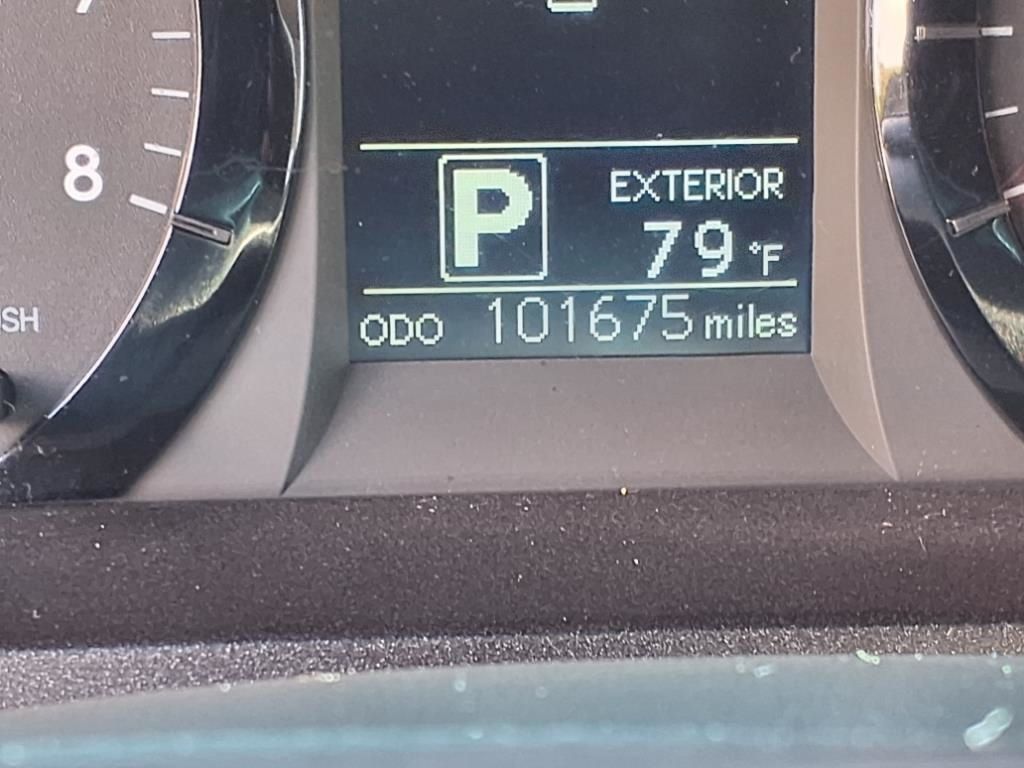 8
P
EXTERIOR
79 °F
ODO 101675 miles